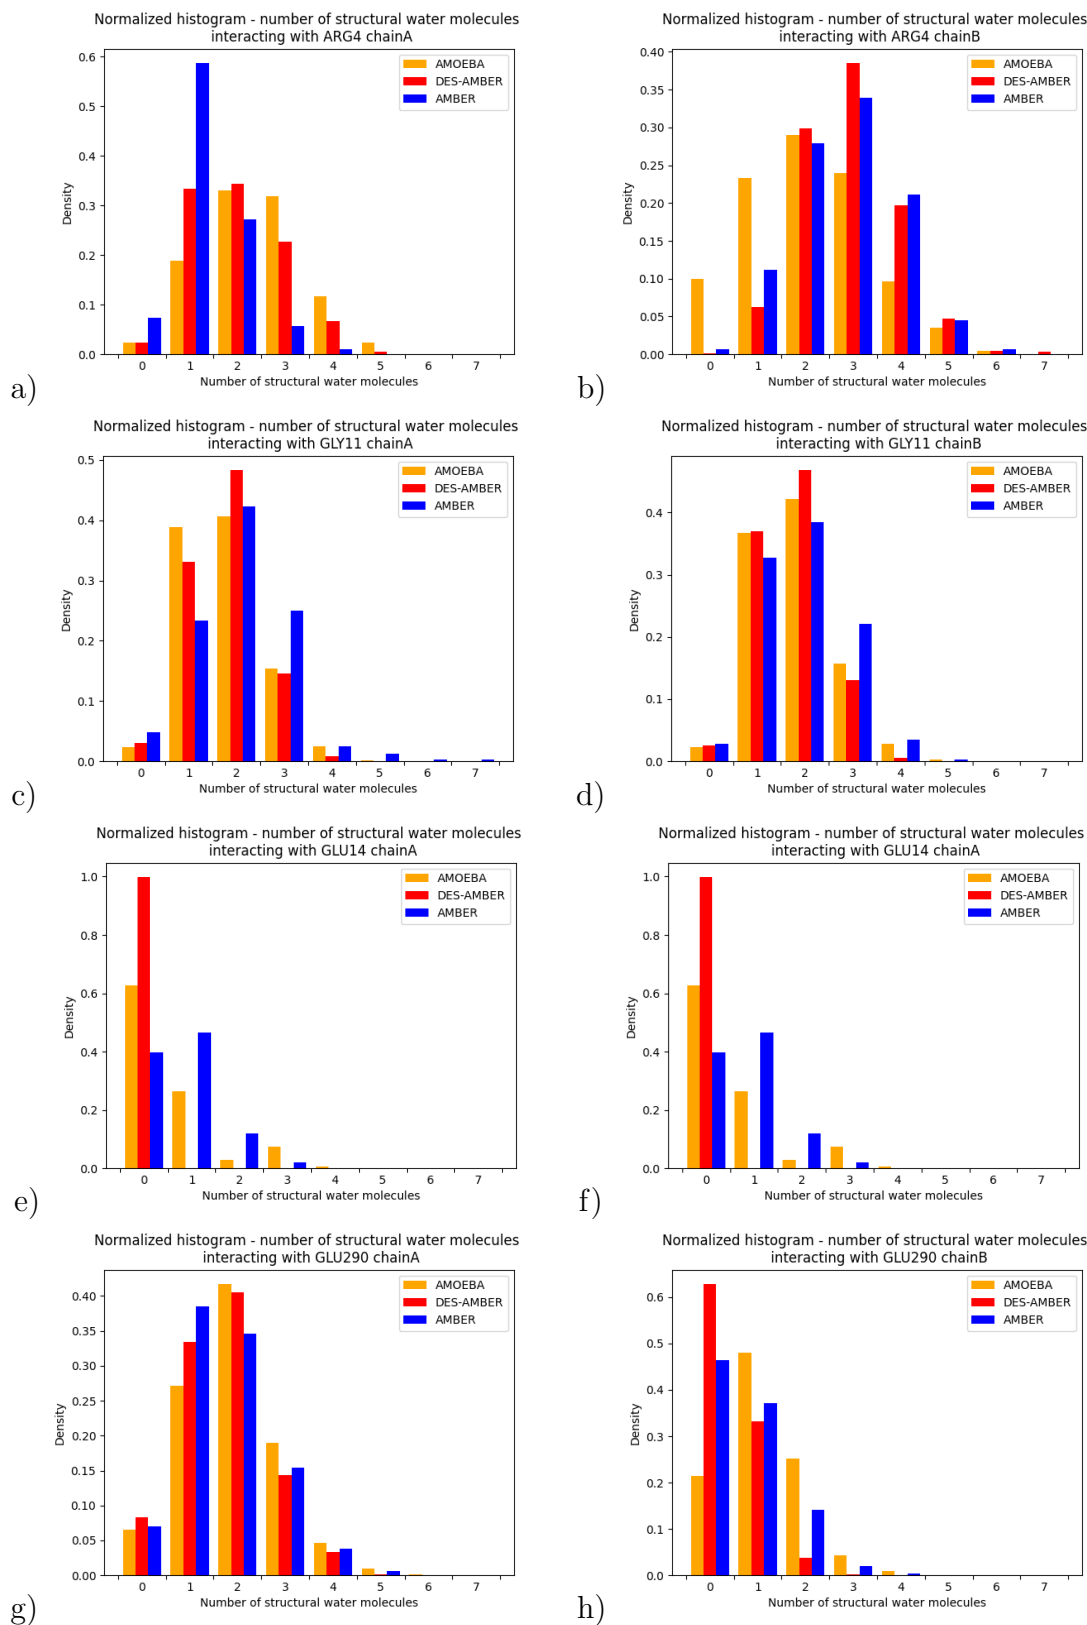 Normalized histogram - number of structural water molecules
interacting with ARG4 chainA
AMOEBA
DES-AMBER
AMBER
0.6
0.5
0.4
0.3
0.2
0.1
0.0
Density
0 1 2 3 4 5 6 7
Number of structural water molecules
a)
Normalized histogram - number of structural water molecules
interacting with ARG4 chainB
AMOEBA
DES-AMBER
AMBER
0.40
0.35
0.30
0.25
0.20
0.15
0.10
0.05
0.00
Density
0 1 2 3 4 5 6 7
Number of structural water molecules
b)
Normalized histogram - number of structural water molecules
interacting with GLY11 chainA
AMOEBA
DES-AMBER
AMBER
0.5
0.4
0.3
0.2
0.1
0.0
Density
0 1 2 3 4 5 6 7
Number of structural water molecules
c)
Normalized histogram - number of structural water molecules
interacting with GLY11 chainB
AMOEBA
DES-AMBER
AMBER
0.4
0.3
0.2
0.1
0.0
Density
0 1 2 3 4 5 6 7
Number of structural water molecules
d)
Normalized histogram - number of structural water molecules
interacting with GLU14 chainA
AMOEBA
DES-AMBER
AMBER
1.0
0.8
0.6
0.4
0.2
0.0
Density
0 1 2 3 4 5 6 7
Number of structural water molecules
e)
Normalized histogram - number of structural water molecules
interacting with GLU14 chainA
AMOEBA
DES-AMBER
AMBER
1.0
0.8
0.6
0.4
0.2
0.0
Density
0 1 2 3 4 5 6 7
Number of structural water molecules
f)
Normalized histogram - number of structural water molecules
interacting with GLU290 chainA
AMOEBA
DES-AMBER
AMBER
0.40
0.35
0.30
0.25
0.20
0.15
0.10
0.05
0.00
Density
0 1 2 3 4 5 6 7
Number of structural water molecules
g)
Normalized histogram - number of structural water molecules
interacting with GLU290 chainB
AMOEBA
DES-AMBER
AMBER
0.6
0.5
0.4
0.3
0.2
0.1
0.0
Density
0 1 2 3 4 5 6 7
Number of structural water molecules
h)